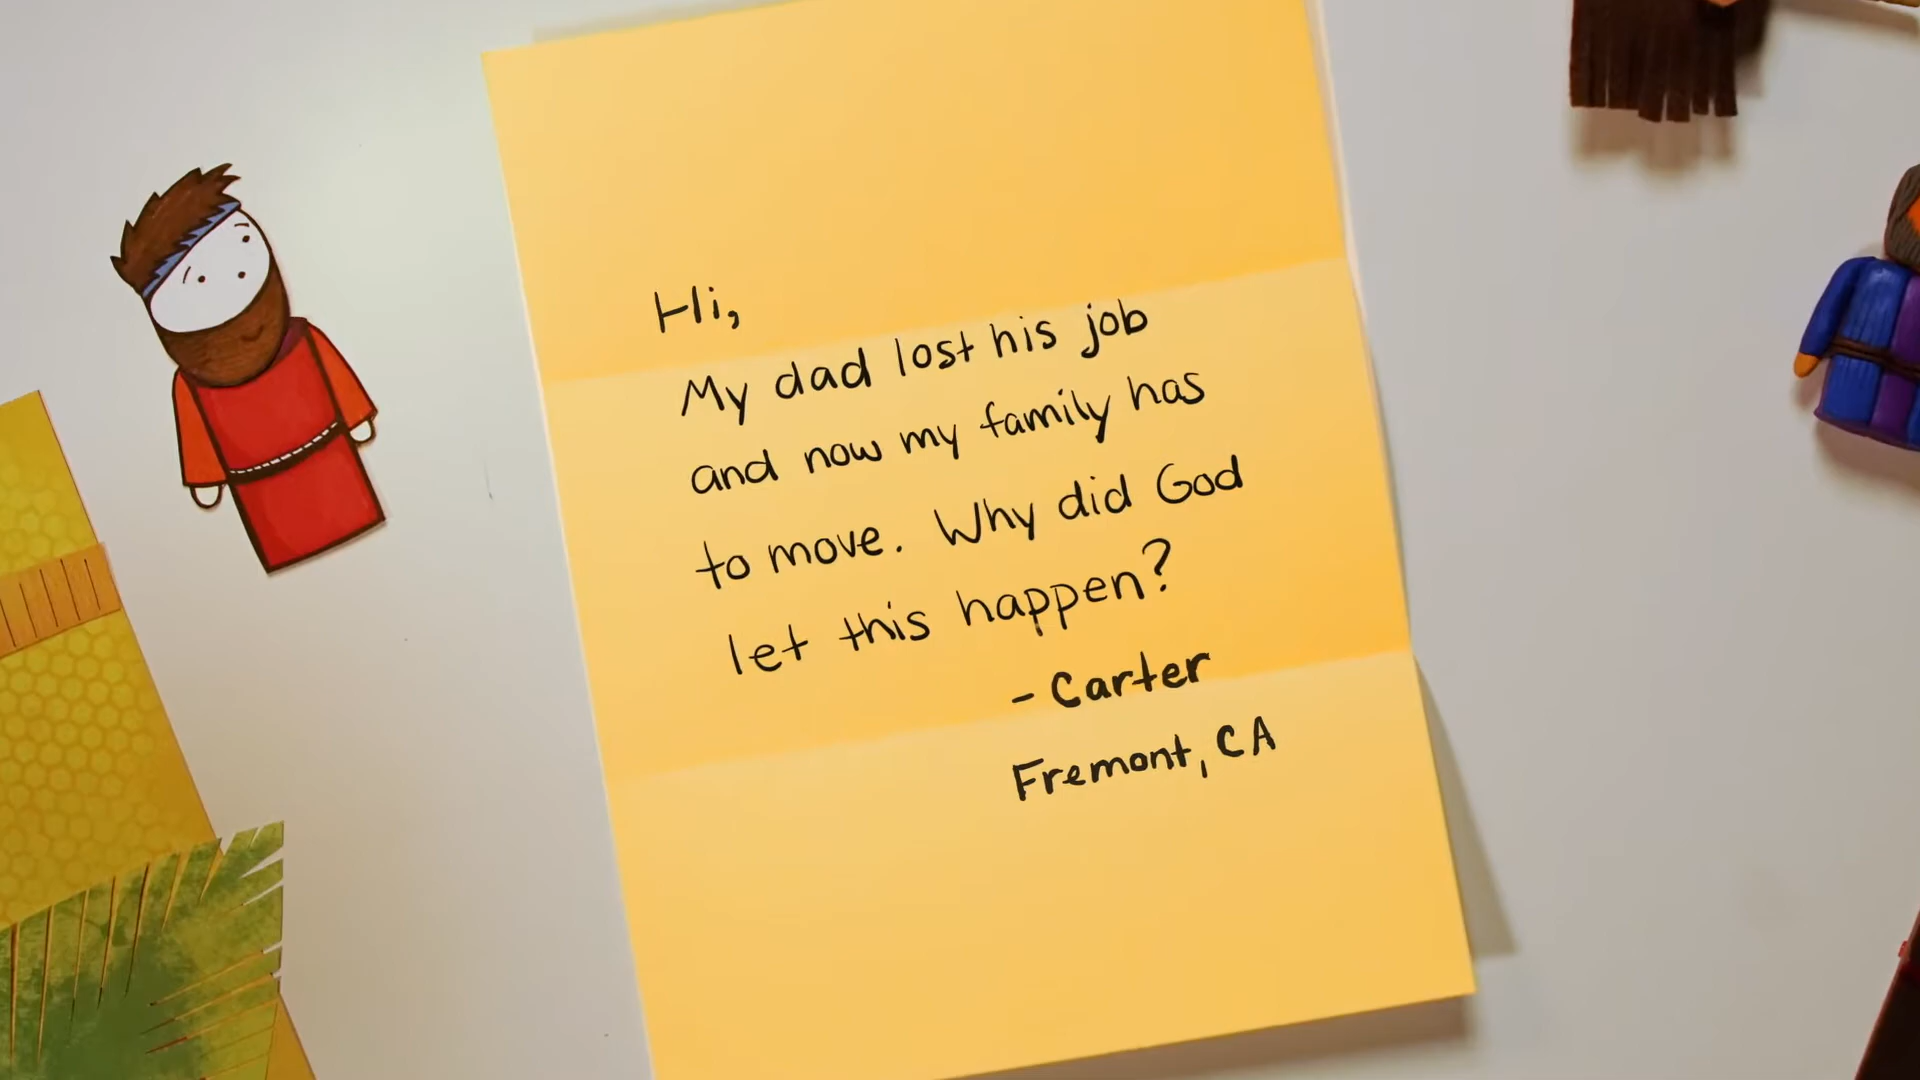 Hi,
My dad lost his job
and now my family has
to move. Why did God
let this happen?
- Carter
Fremont, CA